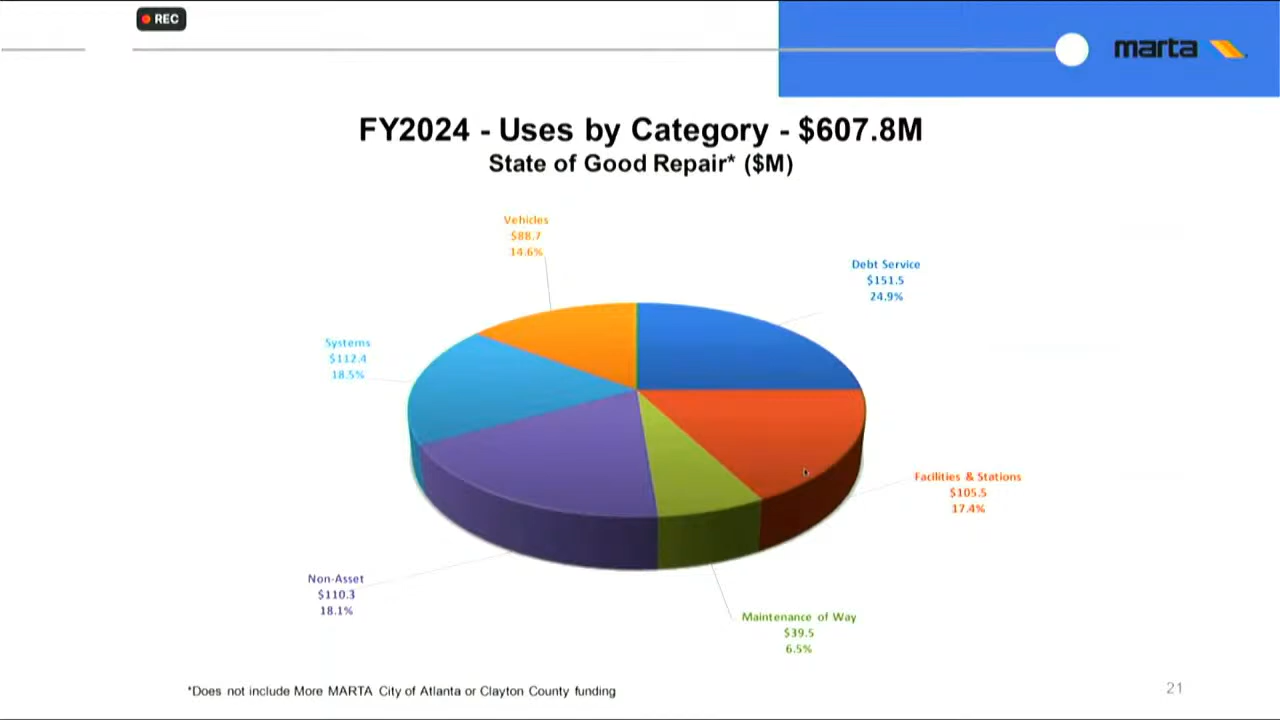 REC
marta
FY2024 - Uses by Category - $607.8M
State of Good Repair* ($M)
Vehicles
$88.7
14.6%
Debt Service
$151.5
24.9%
Systems
$112.4
18.5%
Facilities & Stations
$105.5
17.4%
Non-Asset
$110.3
18.1%
Maintenance of Way
$39.5
6.5%
*Does not include More MARTA City of Atlanta or Clayton County funding
21